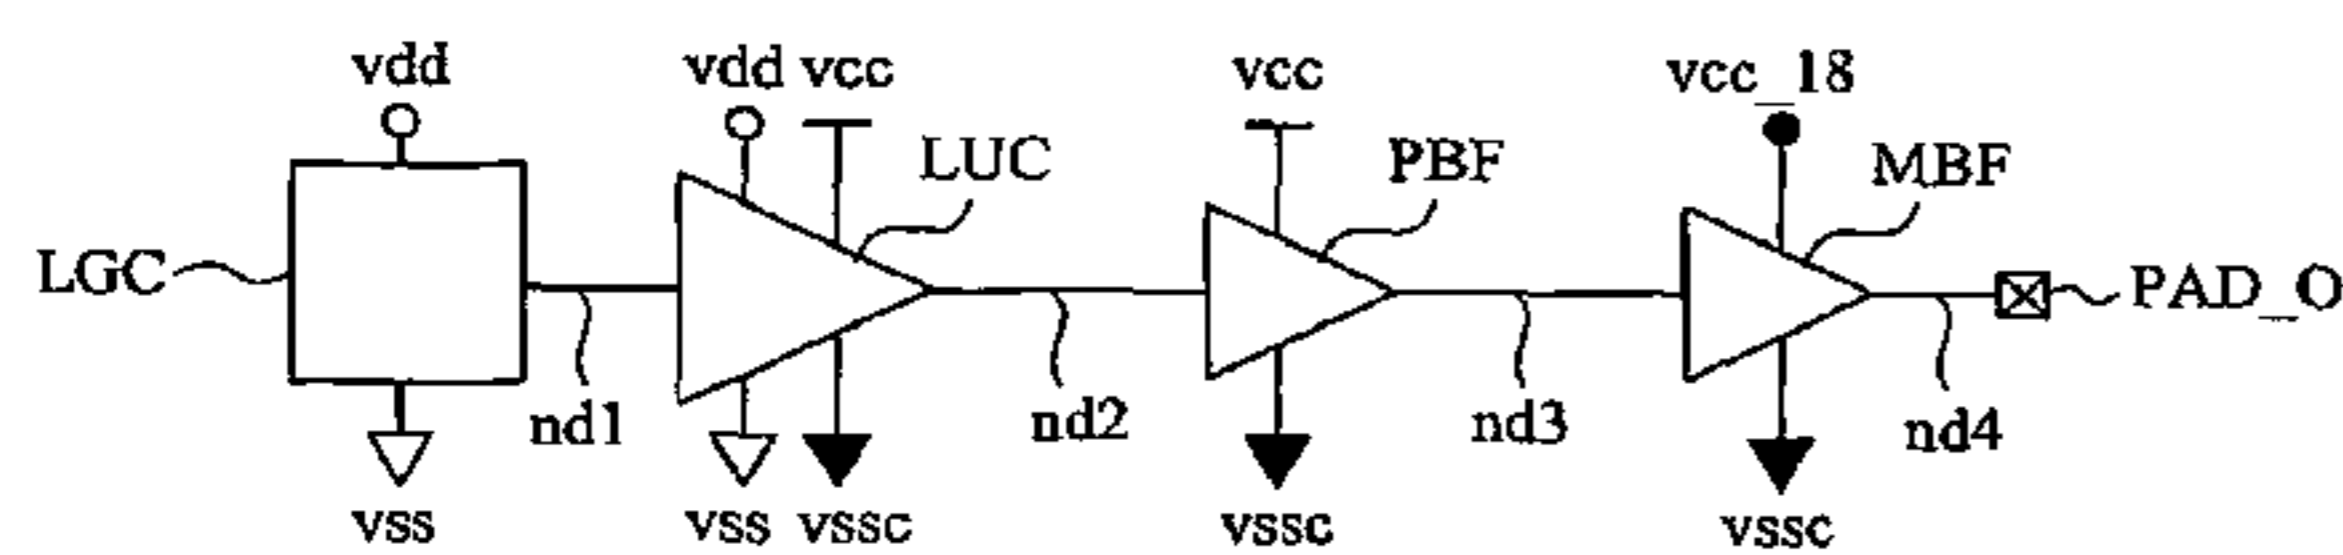 vdd vdd vcc vcc vcc_18
LUC PBF MBF
LGC PAD_O
nd1 nd2 nd3 nd4
vss vss vssc vssc vssc